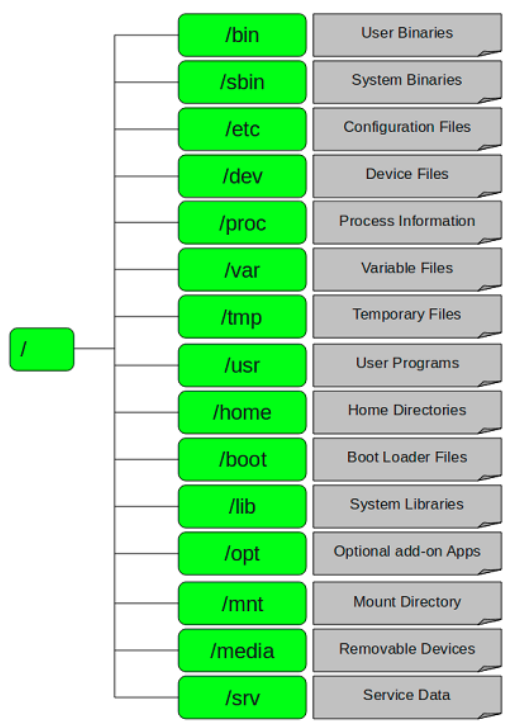 /bin User Binaries
/sbin System Binaries
/etc Configuration Files
/dev Device Files
/proc Process Information
/var Variable Files
/tmp Temporary Files
/
/usr User Programs
/home Home Directories
/boot Boot Loader Files
/lib System Libraries
/opt Optional add-on Apps
/mnt Mount Directory
/media Removable Devices
/srv Service Data